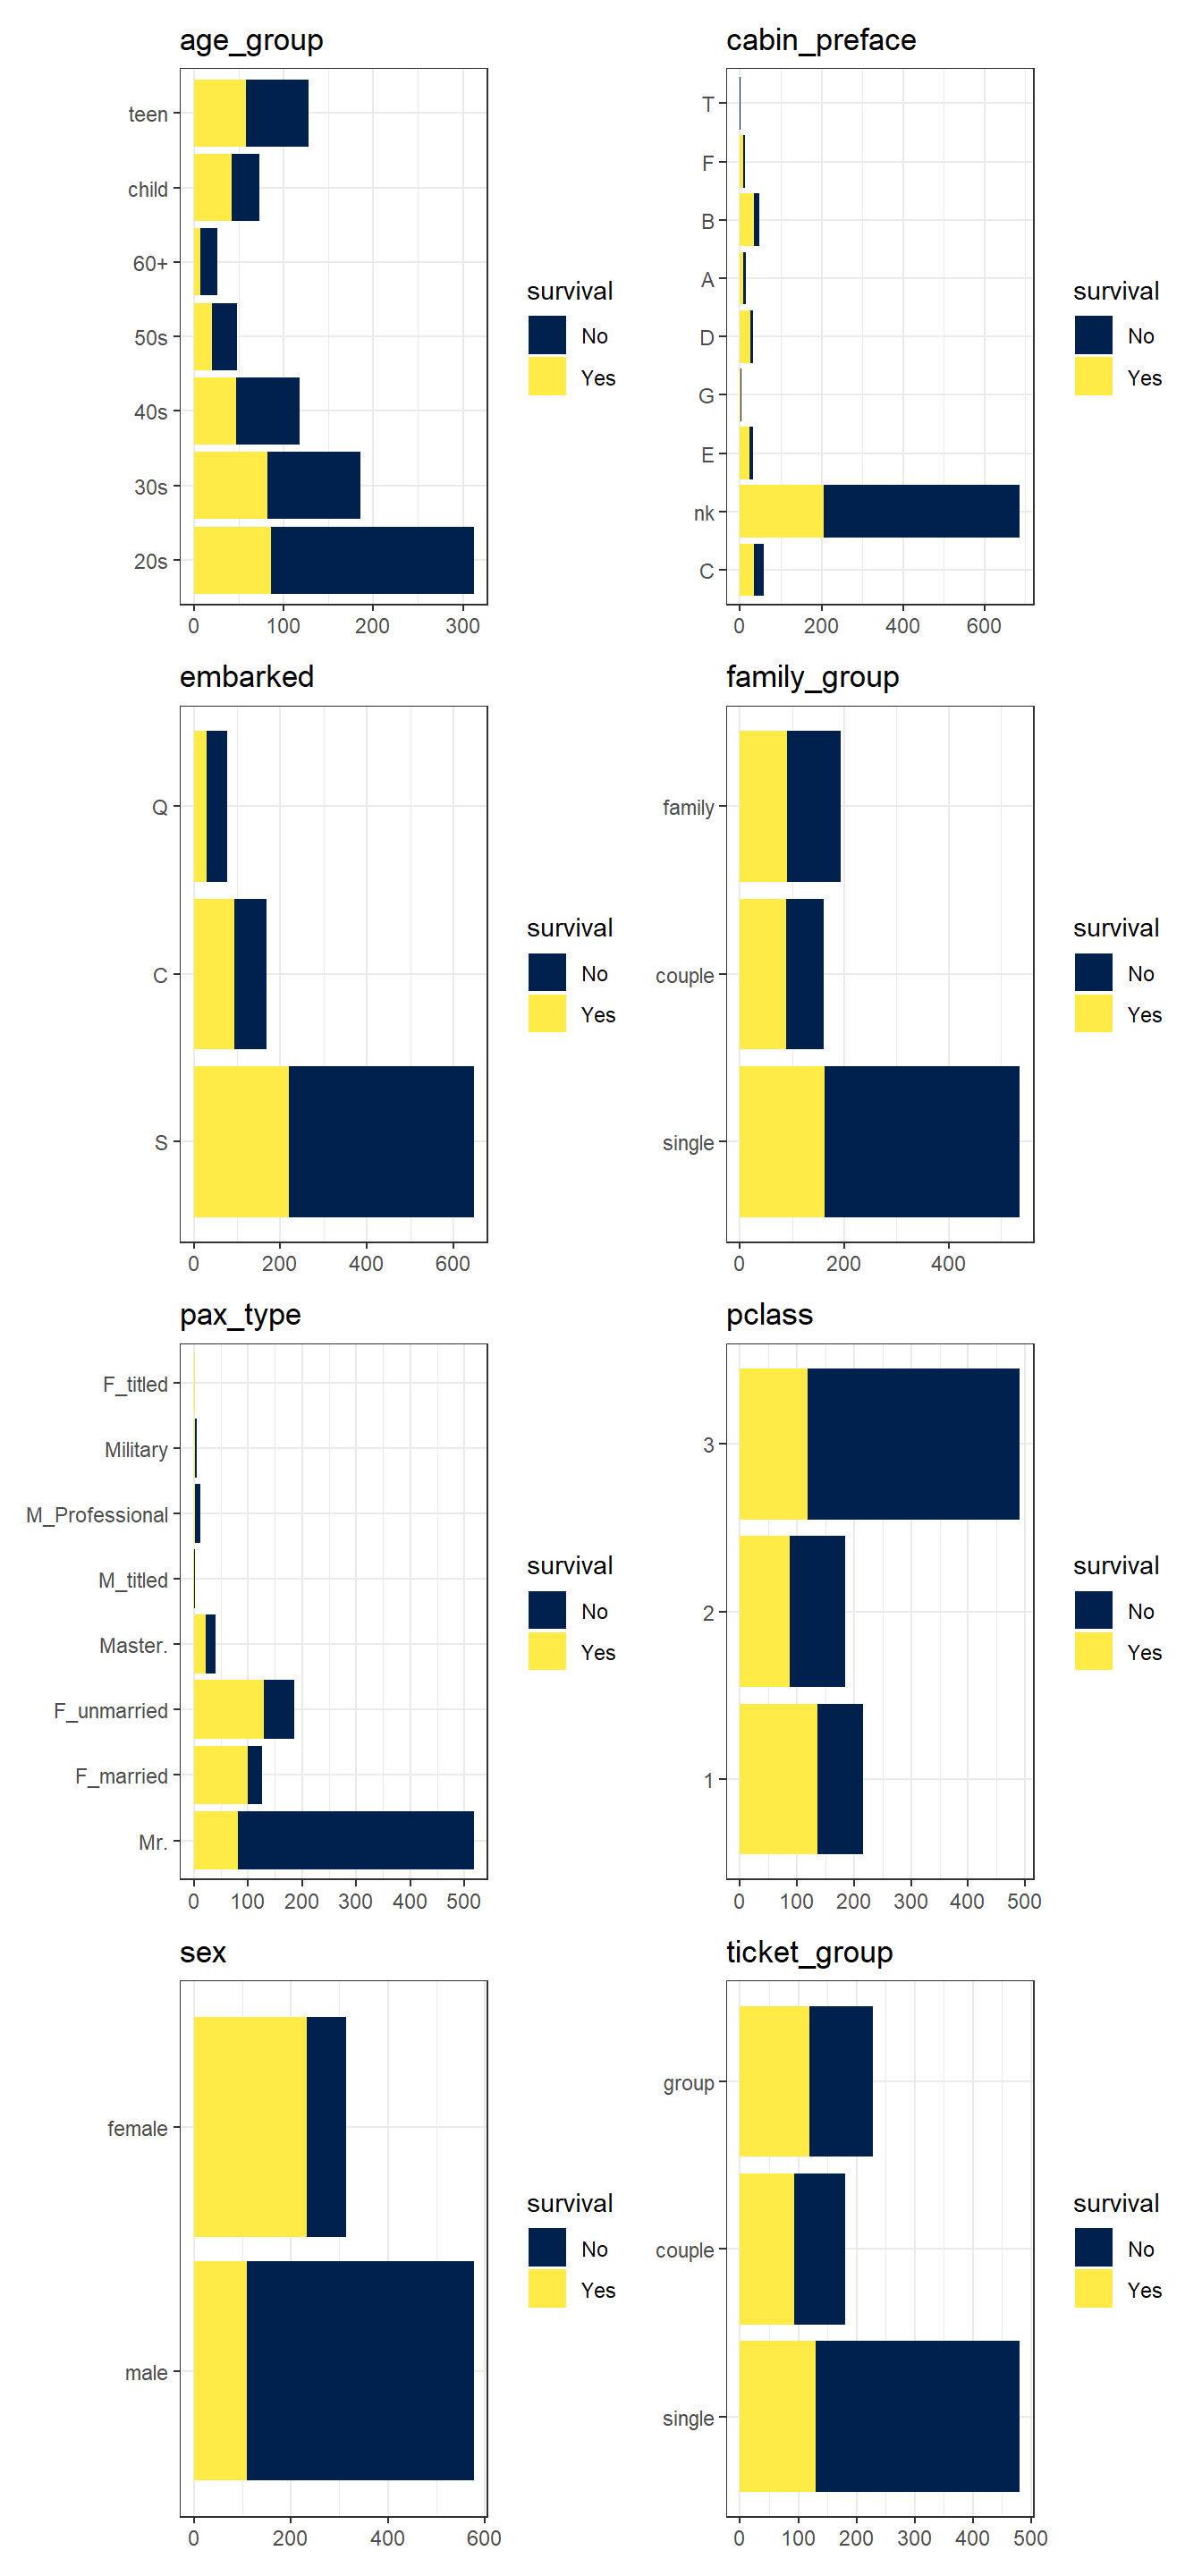 age_group
teen
child
60+
50s
40s
30s
20s
0 100 200 300
survival
No
Yes
cabin_preface
T
F
B
A
D
G
E
nk
C
0 200 400 600
survival
No
Yes
embarked
Q
C
S
0 200 400 600
survival
No
Yes
family_group
family
couple
single
0 200 400
survival
No
Yes
pax_type
F_titled
Military
M_Professional
M_titled
Master.
F_unmarried
F_married
Mr.
0 100 200 300 400 500
survival
No
Yes
pclass
3
2
1
0 100 200 300 400 500
survival
No
Yes
sex
female
male
0 200 400 600
survival
No
Yes
ticket_group
group
couple
single
0 100 200 300 400 500
survival
No
Yes